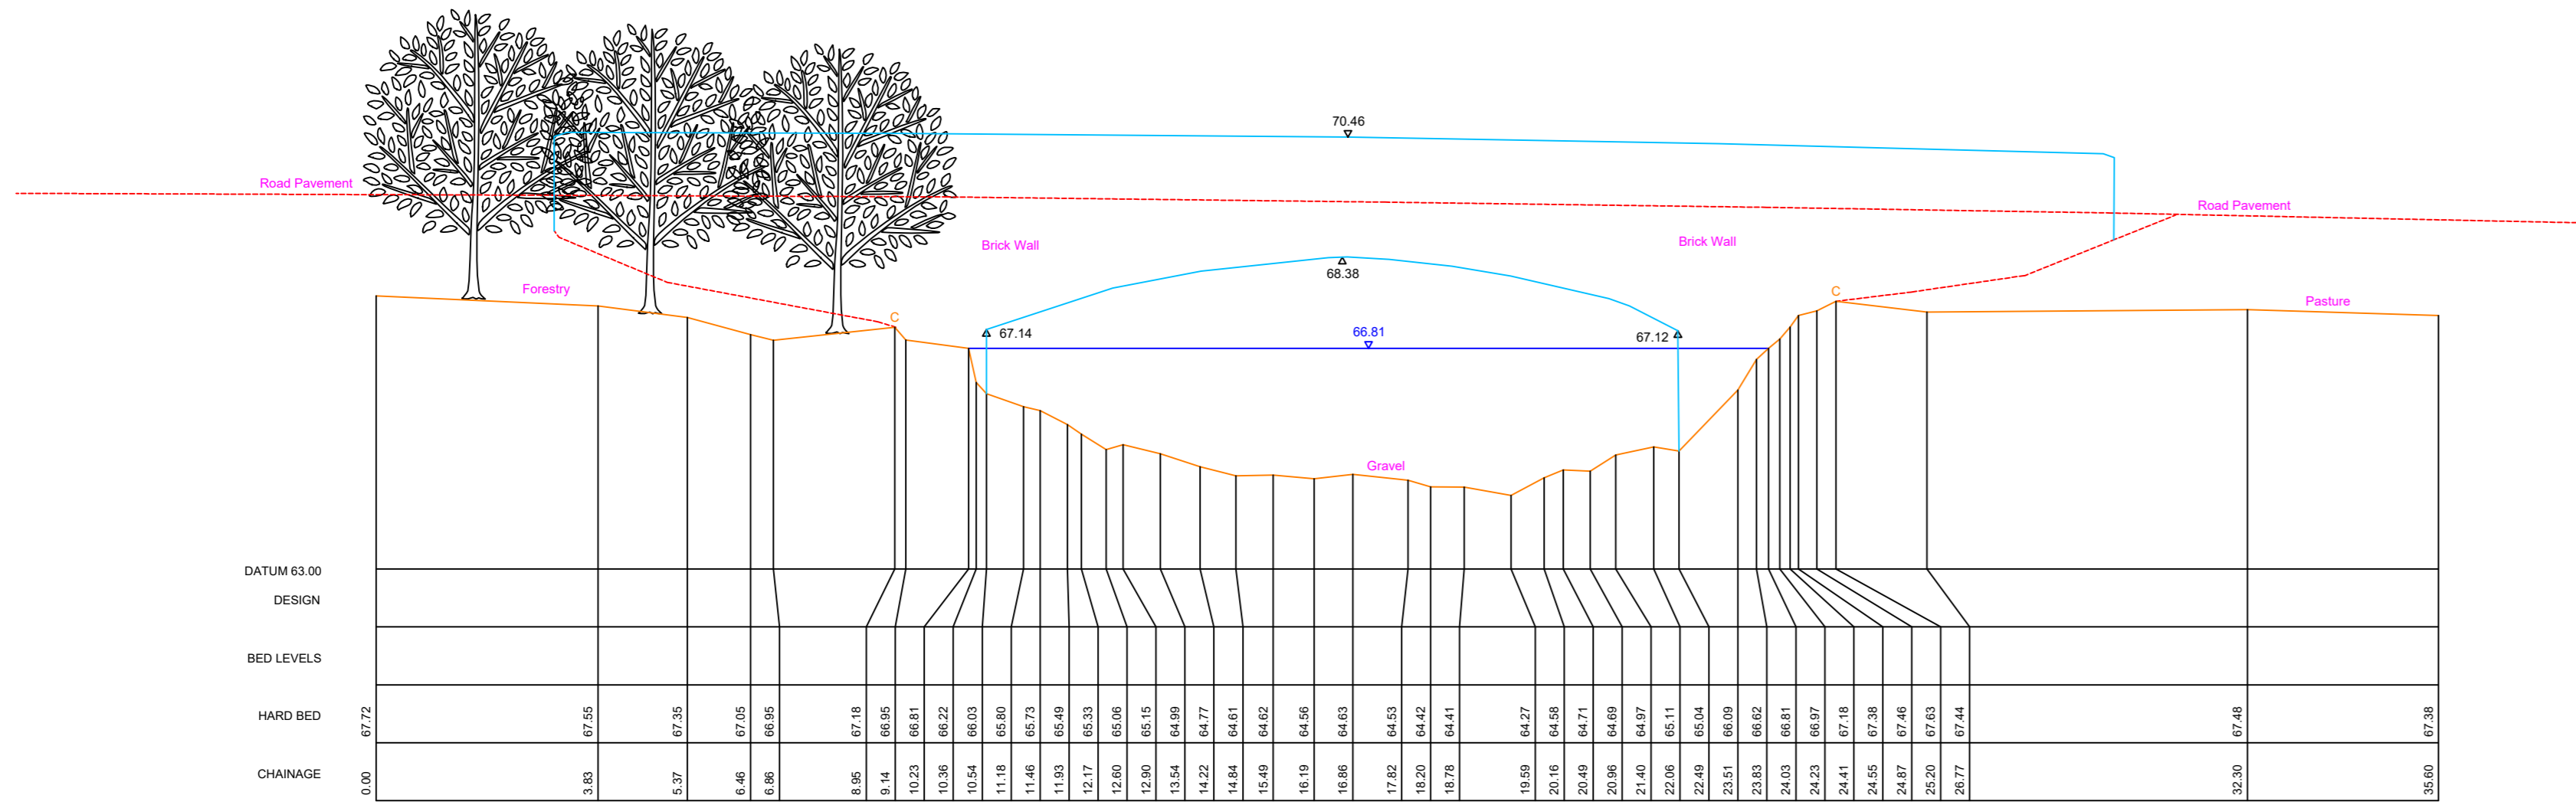 70.46
Road Pavement
Road Pavement
Brick Wall
Brick Wall
68.38
Forestry
C
C
Pasture
67.14
66.81
67.12
Gravel
DATUM 63.00
DESIGN
BED LEVELS
HARD BED 67.72 67.55 67.35 67.05 66.95 67.18 66.95 66.81 66.22 66.03 65.80 65.73 65.49 65.33 65.06 65.15 64.99 64.77 64.61 64.62 64.56 64.63 64.53 64.42 64.41 64.27 64.58 64.71 64.69 64.97 65.11 65.04 66.09 66.62 66.81 66.97 67.18 67.38 67.46 67.63 67.44 67.48 67.38
CHAINAGE 0.00 3.83 5.37 6.46 6.86 8.95 9.14 10.23 10.36 10.54 11.18 11.46 11.93 12.17 12.60 12.90 13.54 14.22 14.84 15.49 16.19 16.86 17.82 18.20 18.78 19.59 20.16 20.49 20.96 21.40 22.06 22.49 23.51 23.83 24.03 24.23 24.41 24.55 24.87 25.20 26.77 32.30 35.60